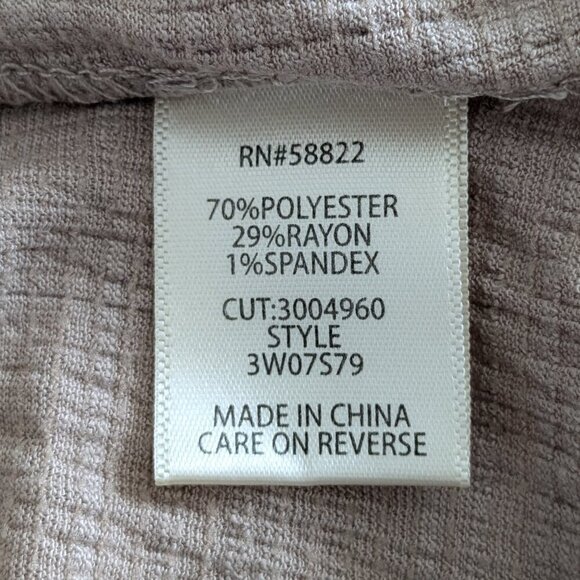 RN#58822
70%POLYESTER
29%RAYON
1%SPANDEX
CUT:3004960
STYLE
3W07S79
MADE IN CHINA
CARE ON REVERSE